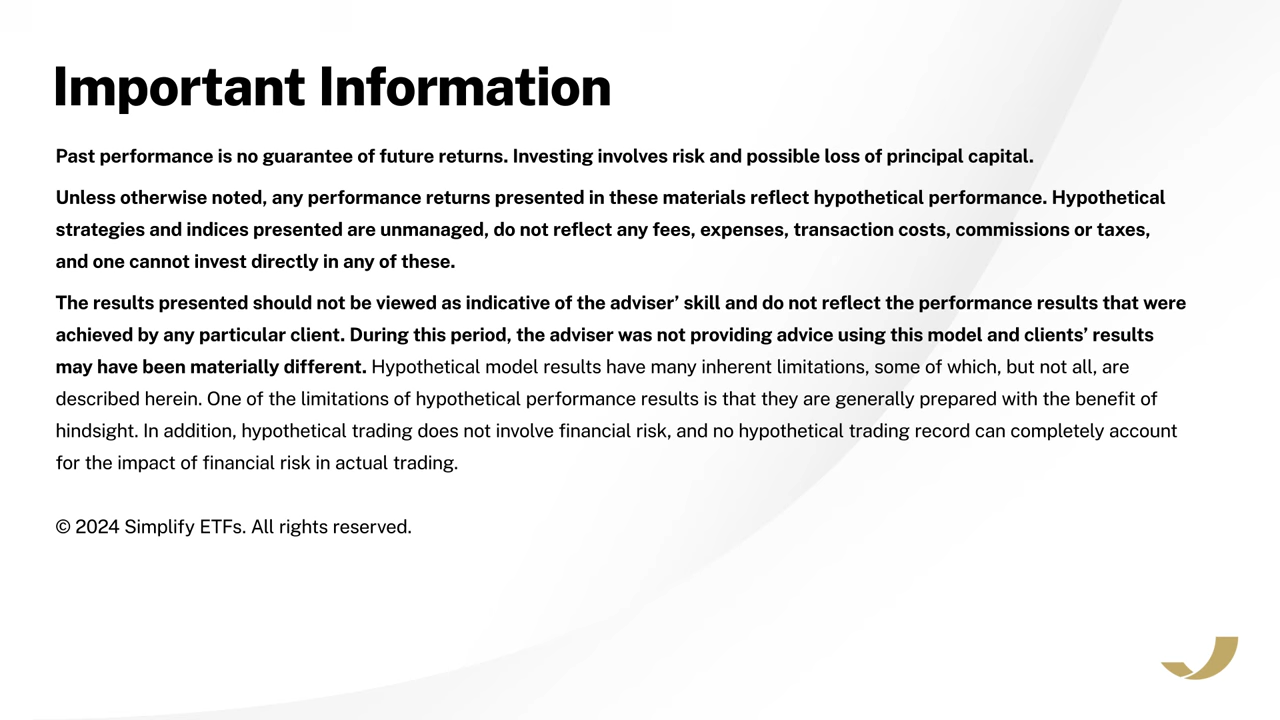 Important Information
Past performance is no guarantee of future returns. Investing involves risk and possible loss of principal capital.
Unless otherwise noted, any performance returns presented in these materials reflect hypothetical performance. Hypothetical
strategies and indices presented are unmanaged, do not reflect any fees, expenses, transaction costs, commissions or taxes,
and one cannot invest directly in any of these.
The results presented should not be viewed as indicative of the adviser’ skill and do not reflect the performance results that were
achieved by any particular client. During this period, the adviser was not providing advice using this model and clients’ results
may have been materially different. Hypothetical model results have many inherent limitations, some of which, but not all, are
described herein. One of the limitations of hypothetical performance results is that they are generally prepared with the benefit of
hindsight. In addition, hypothetical trading does not involve financial risk, and no hypothetical trading record can completely account
for the impact of financial risk in actual trading.
© 2024 Simplify ETFs. All rights reserved.